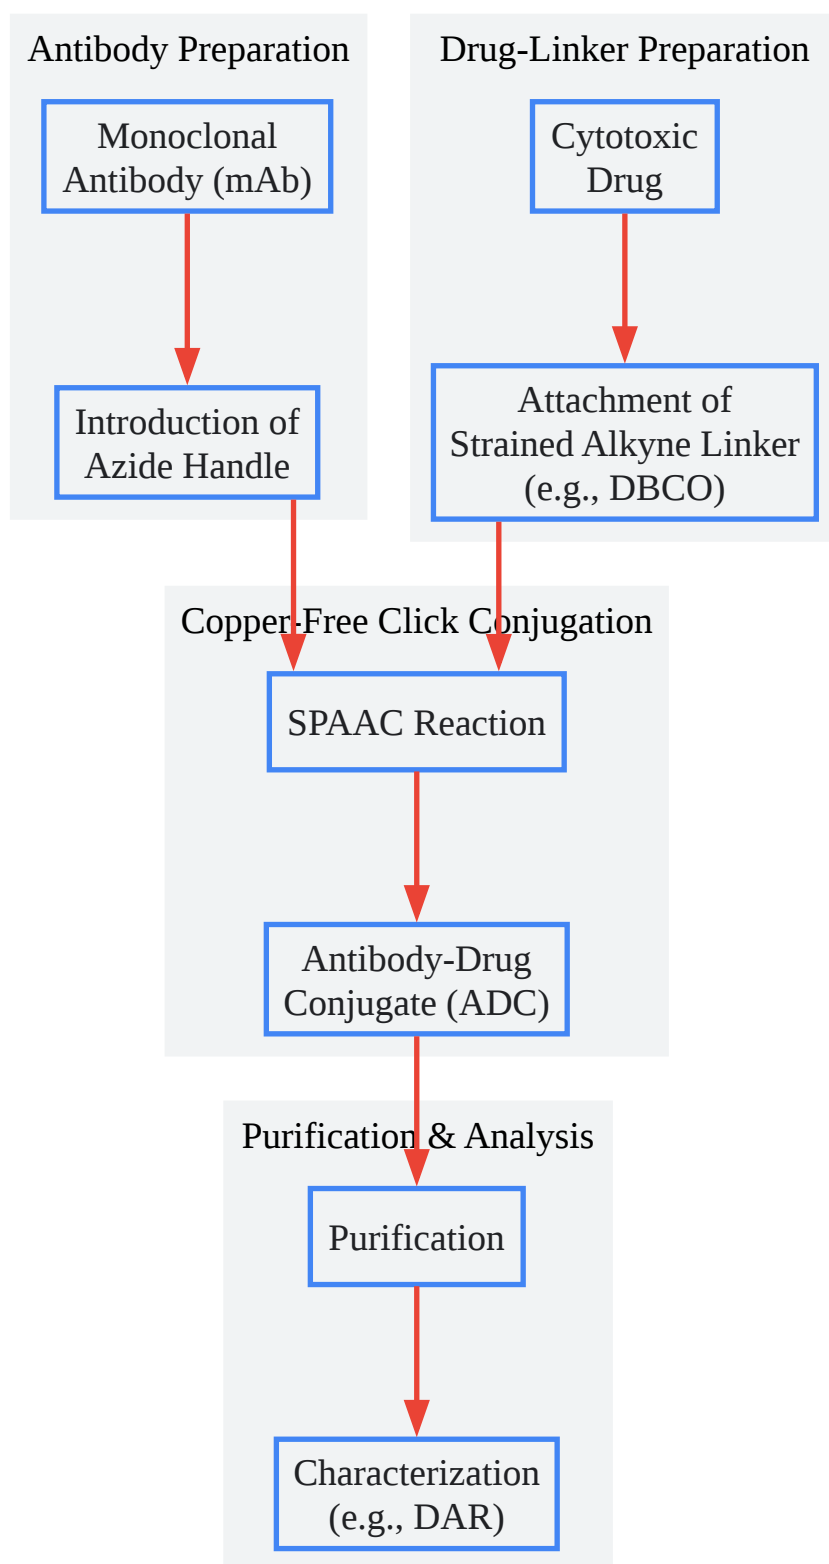 Antibody Preparation
Monoclonal
Antibody (mAb)
Introduction of
Azide Handle
Drug-Linker Preparation
Cytotoxic
Drug
Attachment of
Strained Alkyne Linker
(e.g., DBCO)
Copper-Free Click Conjugation
SPAAC Reaction
Antibody-Drug
Conjugate (ADC)
Purification & Analysis
Purification
Characterization
(e.g., DAR)